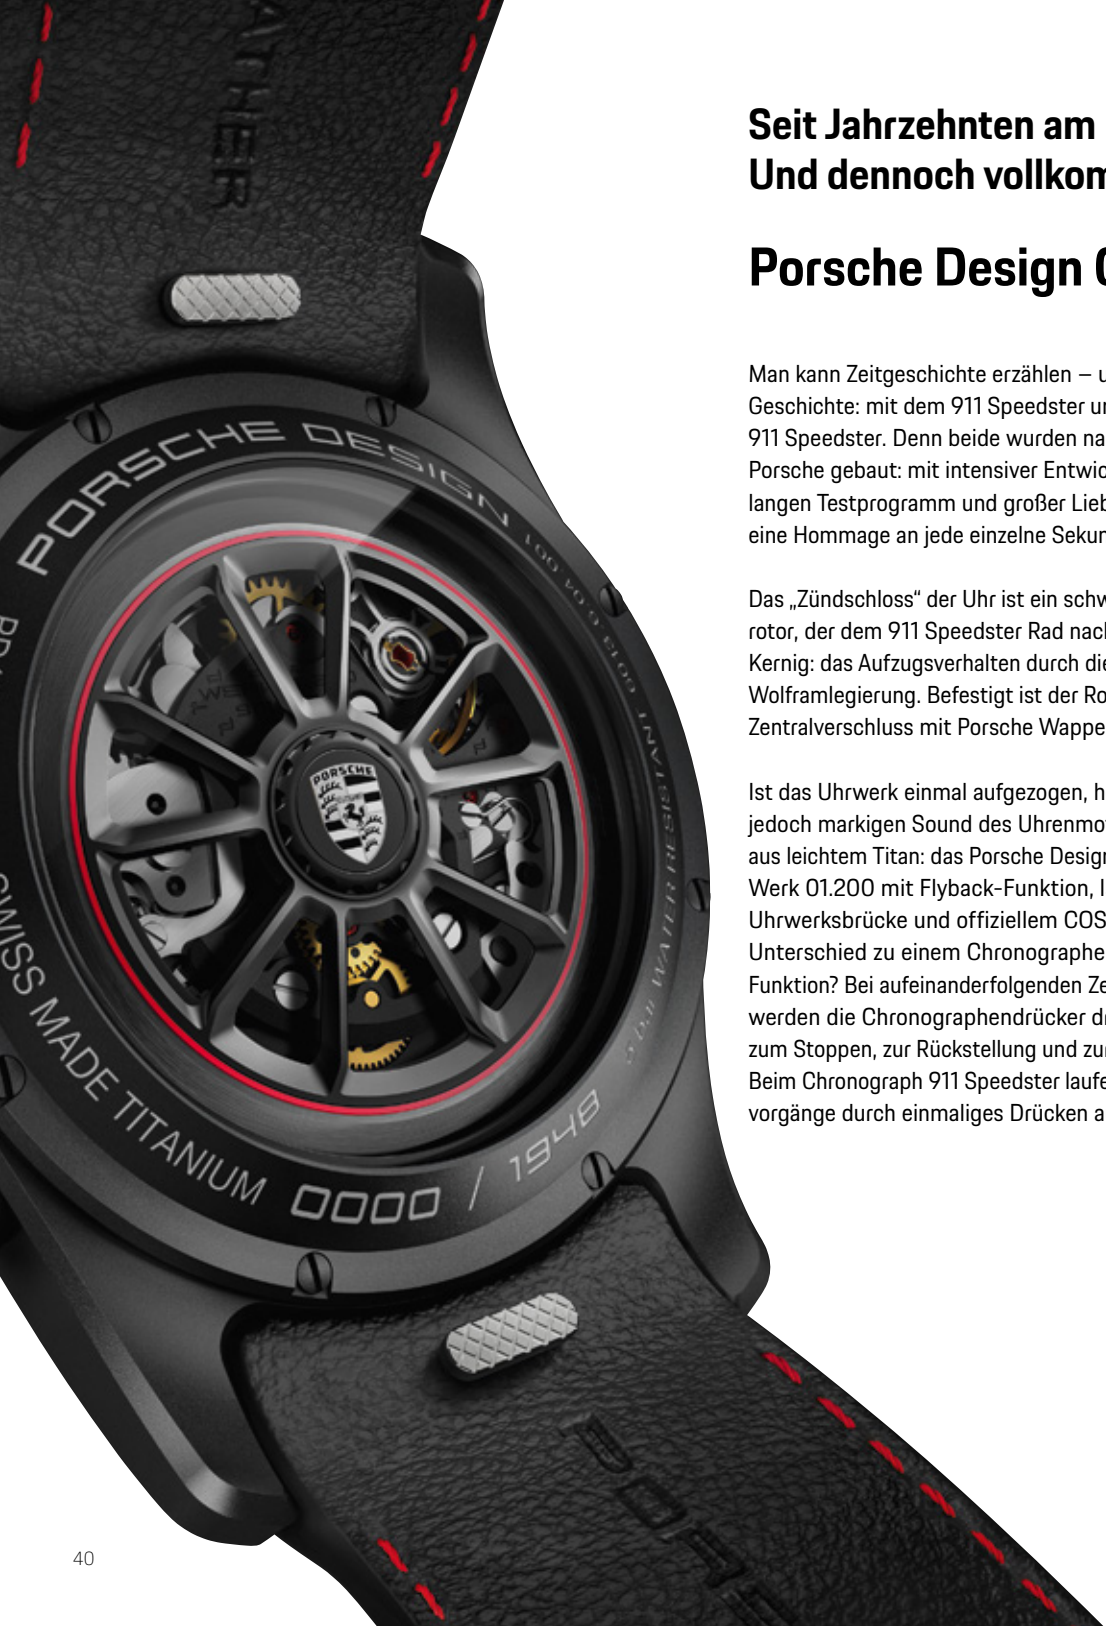 Seit Jahrzehnten am
Und dennoch vollkom
Porsche Design
Man kann Zeitgeschichte erzählen – u
Geschichte: mit dem 911 Speedster un
911 Speedster. Denn beide wurden na
Porsche gebaut: mit intensiver Entwic
langen Testprogramm und großer Lieb
eine Hommage an jede einzelne Sekun
Das „Zündschloss“ der Uhr ist ein schw
rotor, der dem 911 Speedster Rad nach
Kernig: das Aufzugsverhalten durch die
Wolframlegierung. Befestigt ist der Ro
Zentralverschluss mit Porsche Wappe
Ist das Uhrwerk einmal aufgezogen, h
jedoch markigen Sound des Uhrenmot
aus leichtem Titan: das Porsche Design
Werk 01.200 mit Flyback-Funktion, l
Uhrwerksbrücke und offiziellem COS
Unterschied zu einem Chronographe
Funktion? Bei aufeinanderfolgenden Ze
werden die Chronographendrücker dr
zum Stoppen, zur Rückstellung und zur
Beim Chronograph 911 Speedster laufe
vorgänge durch einmaliges Drücken a
ATHER
PORSCHE DESIGN
PORSCHE
SWISS MADE TITANIUM
0000 / 1948
WATER RESISTANT
PORS
40